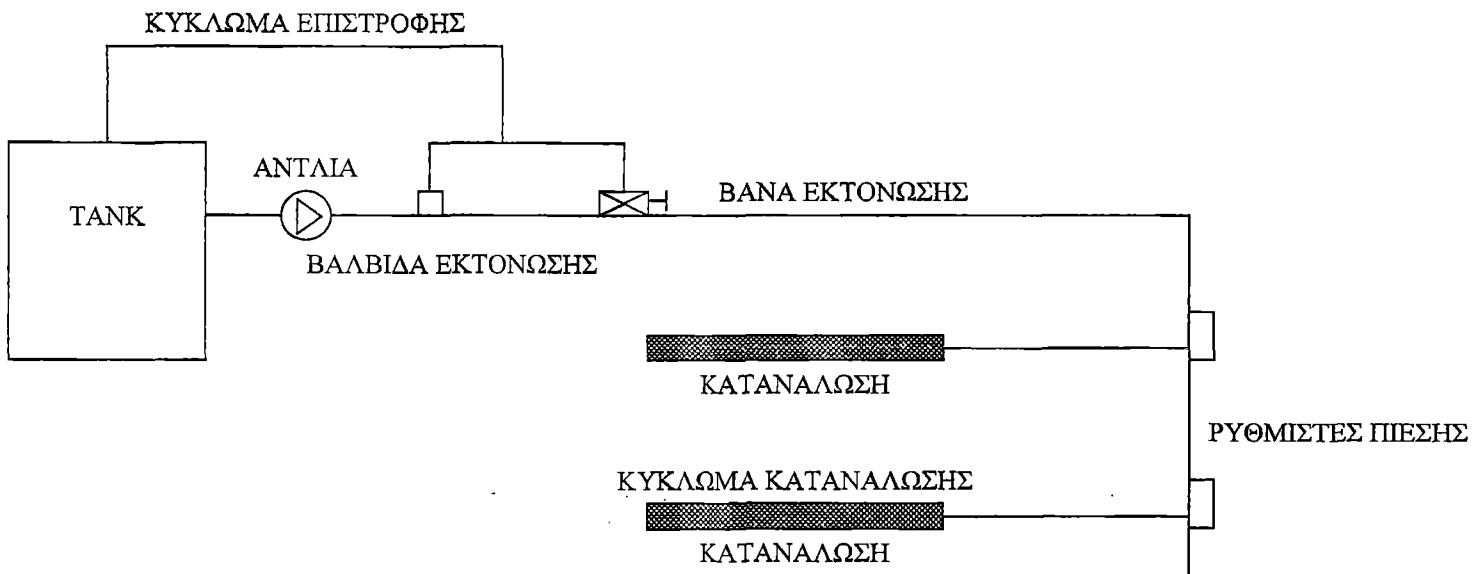 ΚΥΚΛΩΜΑ ΕΠΙΣΤΡΟΦΗΣ
ΑΝΤΛΙΑ
ΒΑΝΑ ΕΚΤΟΝΩΣΗΣ
TANK
ΒΑΛΒΙΔΑ ΕΚΤΟΝΩΣΗΣ
ΚΑΤΑΝΑΛΩΣΗ
ΡΥΘΜΙΣΤΕΣ ΠΙΕΣΗΣ
ΚΥΚΛΩΜΑ ΚΑΤΑΝΑΛΩΣΗΣ
ΚΑΤΑΝΑΛΩΣΗ